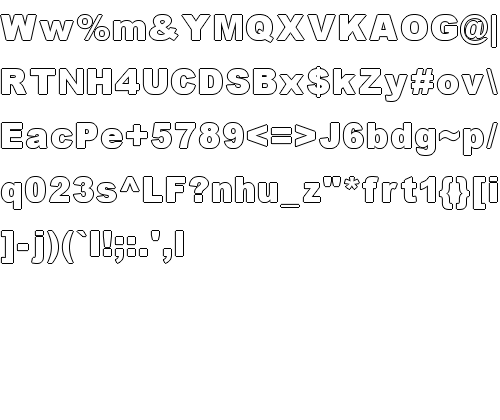 Ww%m&YMQXVKAOG@|
RTNH4UCDSBx$kZy#ov\
EacPe+5789<=>J6bdg~p/
q023s^LF?nhu_z"*frt1{}[i
]-j)(`l!;:.',I